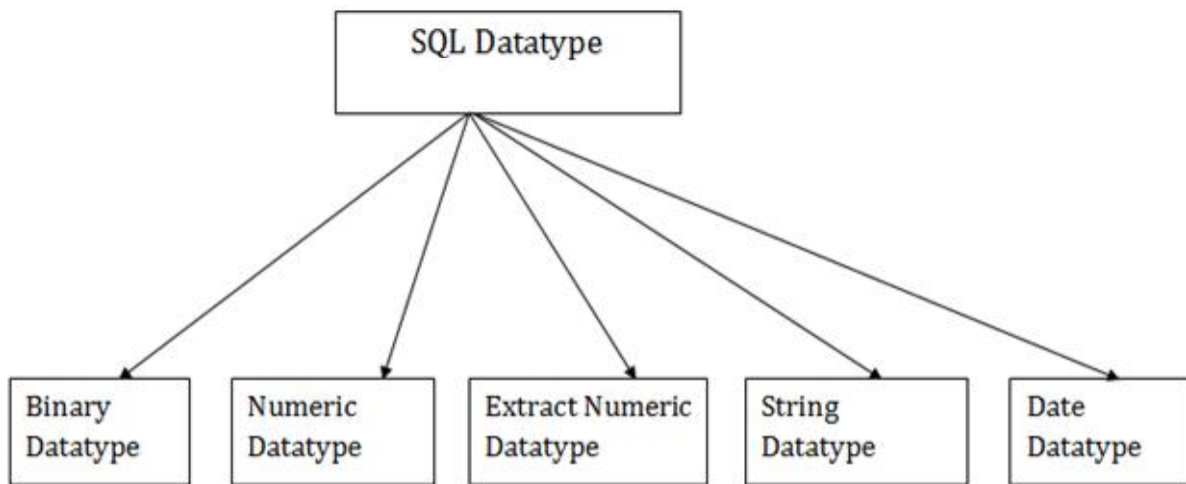 SQL Datatype
Binary
Datatype
Numeric
Datatype
Extract Numeric
Datatype
String
Datatype
Date
Datatype